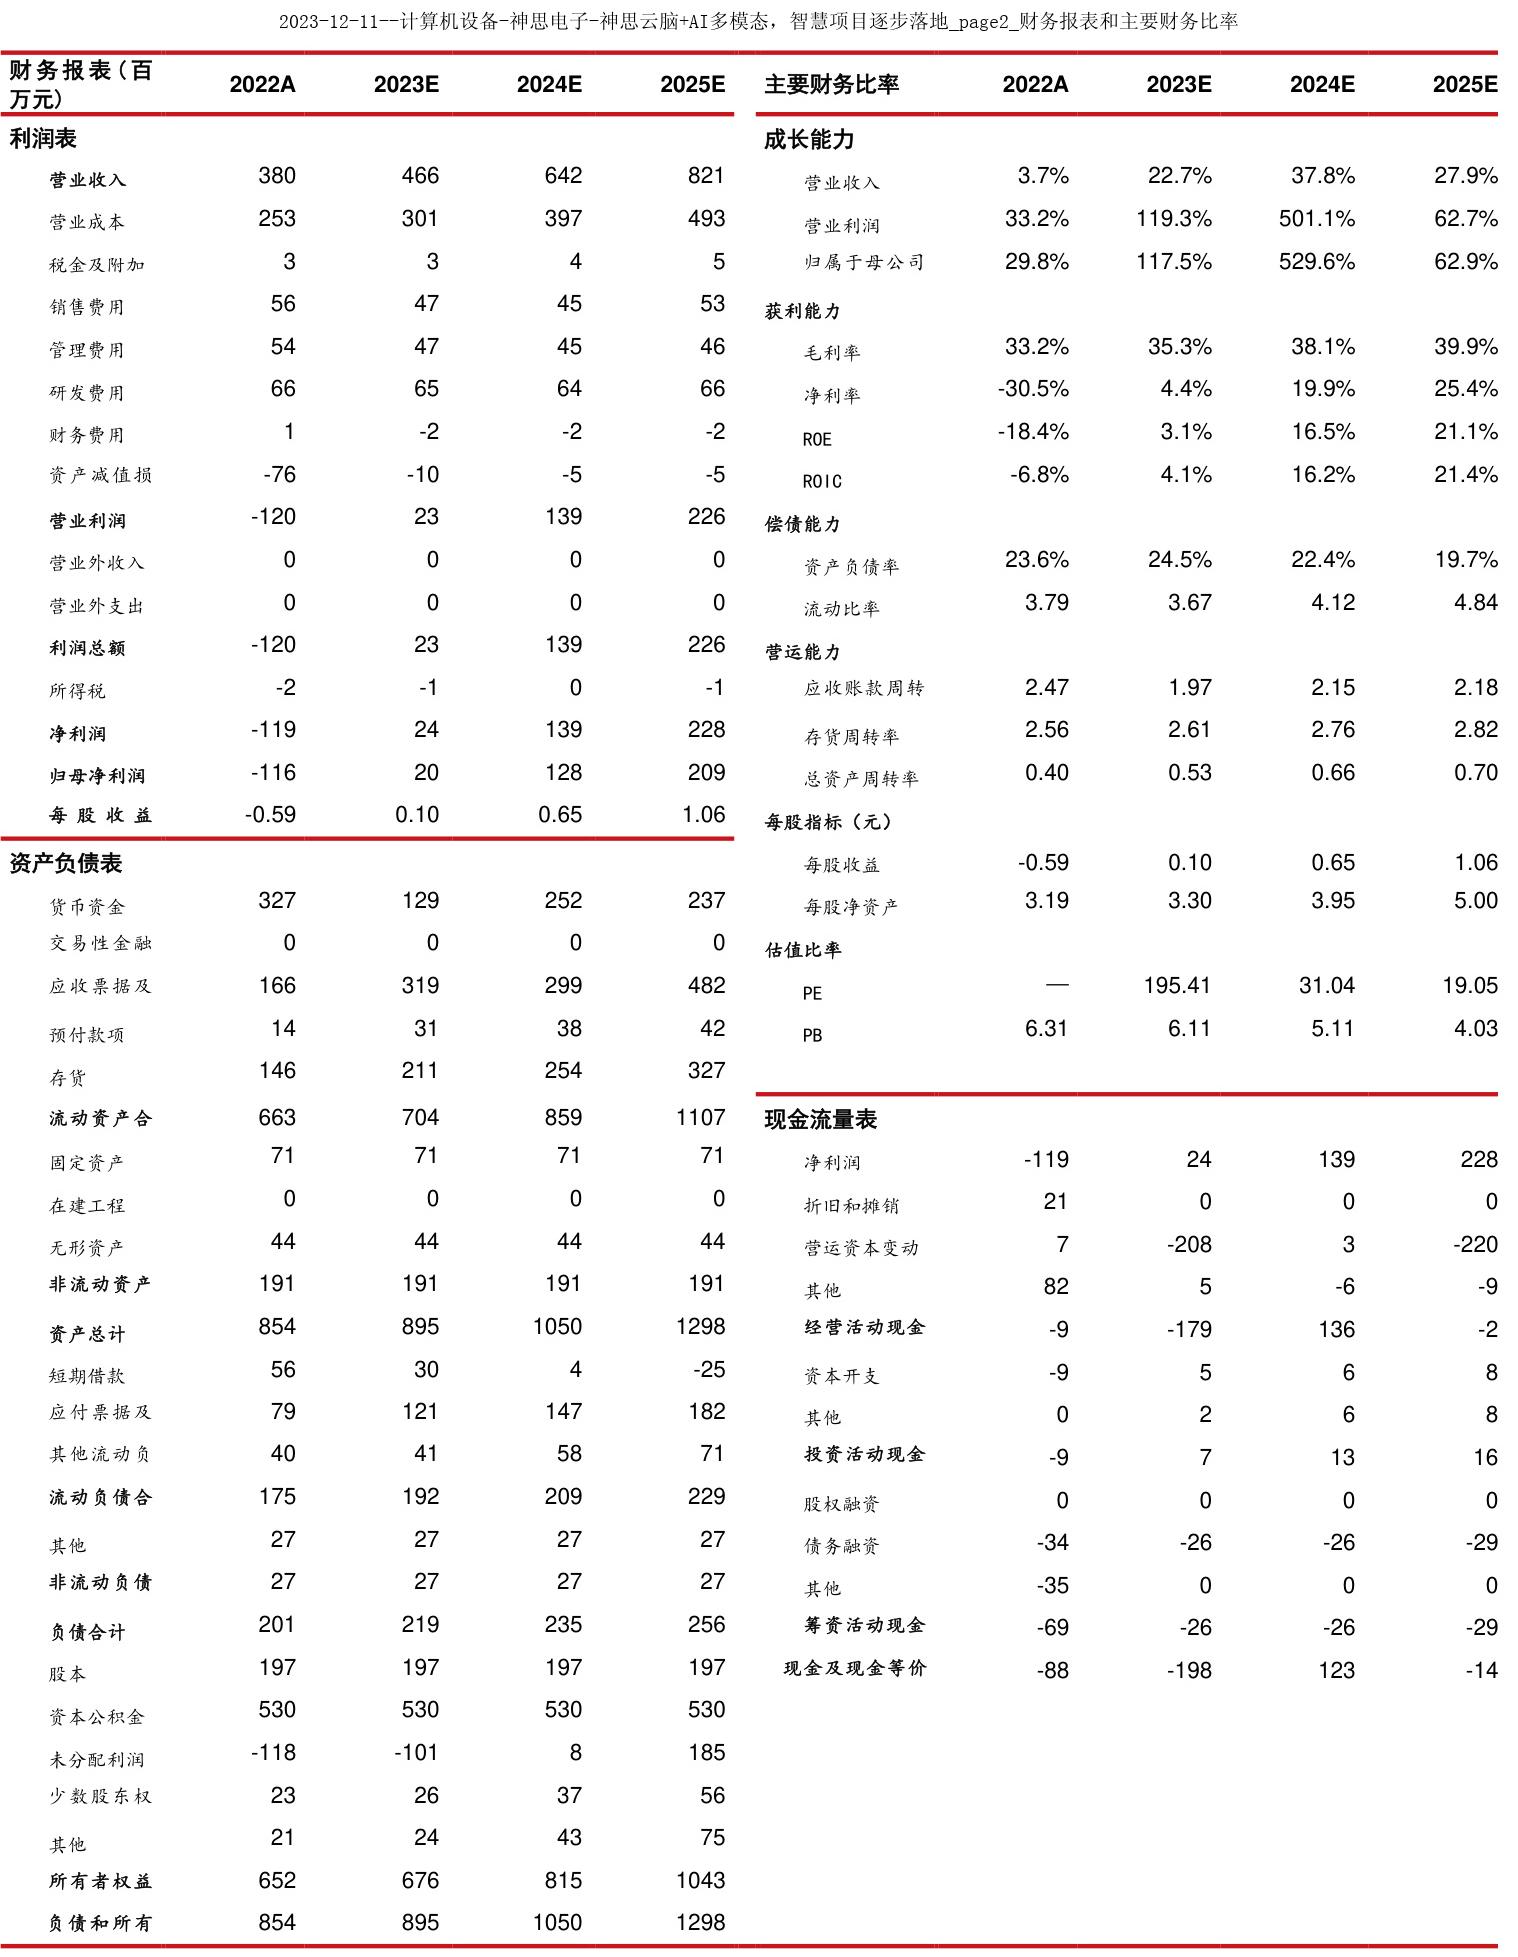 2023-12-11--计算机设备-神思电子-神思云脑+AI多模态，智慧项目逐步落地_page2_财务报表和主要财务比率
财务报表(百万元) 2022A 2023E 2024E 2025E
利润表
营业收入 380 466 642 821
营业成本 253 301 397 493
税金及附加 3 3 4 5
销售费用 56 47 45 53
管理费用 54 47 45 46
研发费用 66 65 64 66
财务费用 1 -2 -2 -2
资产减值损 -76 -10 -5 -5
营业利润 -120 23 139 226
营业外收入 0 0 0 0
营业外支出 0 0 0 0
利润总额 -120 23 139 226
所得税 -2 -1 0 -1
净利润 -119 24 139 228
归母净利润 -116 20 128 209
每股收益 -0.59 0.10 0.65 1.06
资产负债表
货币资金 327 129 252 237
交易性金融 0 0 0 0
应收票据及 166 319 299 482
预付款项 14 31 38 42
存货 146 211 254 327
流动资产合 663 704 859 1107
固定资产 71 71 71 71
在建工程 0 0 0 0
无形资产 44 44 44 44
非流动资产 191 191 191 191
资产总计 854 895 1050 1298
短期借款 56 30 4 -25
应付票据及 79 121 147 182
其他流动负 40 41 58 71
流动负债合 175 192 209 229
其他 27 27 27 27
非流动负债 27 27 27 27
负债合计 201 219 235 256
股本 197 197 197 197
资本公积金 530 530 530 530
未分配利润 -118 -101 8 185
少数股东权 23 26 37 56
其他 21 24 43 75
所有者权益 652 676 815 1043
负债和所有 854 895 1050 1298
主要财务比率 2022A 2023E 2024E 2025E
成长能力
营业收入 3.7% 22.7% 37.8% 27.9%
营业利润 33.2% 119.3% 501.1% 62.7%
归属于母公司 29.8% 117.5% 529.6% 62.9%
获利能力
毛利率 33.2% 35.3% 38.1% 39.9%
净利率 -30.5% 4.4% 19.9% 25.4%
ROE -18.4% 3.1% 16.5% 21.1%
ROIC -6.8% 4.1% 16.2% 21.4%
偿债能力
资产负债率 23.6% 24.5% 22.4% 19.7%
流动比率 3.79 3.67 4.12 4.84
营运能力
应收账款周转 2.47 1.97 2.15 2.18
存货周转率 2.56 2.61 2.76 2.82
总资产周转率 0.40 0.53 0.66 0.70
每股指标（元）
每股收益 -0.59 0.10 0.65 1.06
每股净资产 3.19 3.30 3.95 5.00
估值比率
PE — 195.41 31.04 19.05
PB 6.31 6.11 5.11 4.03
现金流量表
净利润 -119 24 139 228
折旧和摊销 21 0 0 0
营运资本变动 7 -208 3 -220
其他 82 5 -6 -9
经营活动现金 -9 -179 136 -2
资本开支 -9 5 6 8
其他 0 2 6 8
投资活动现金 -9 7 13 16
股权融资 0 0 0 0
债务融资 -34 -26 -26 -29
其他 -35 0 0 0
筹资活动现金 -69 -26 -26 -29
现金及现金等价 -88 -198 123 -14